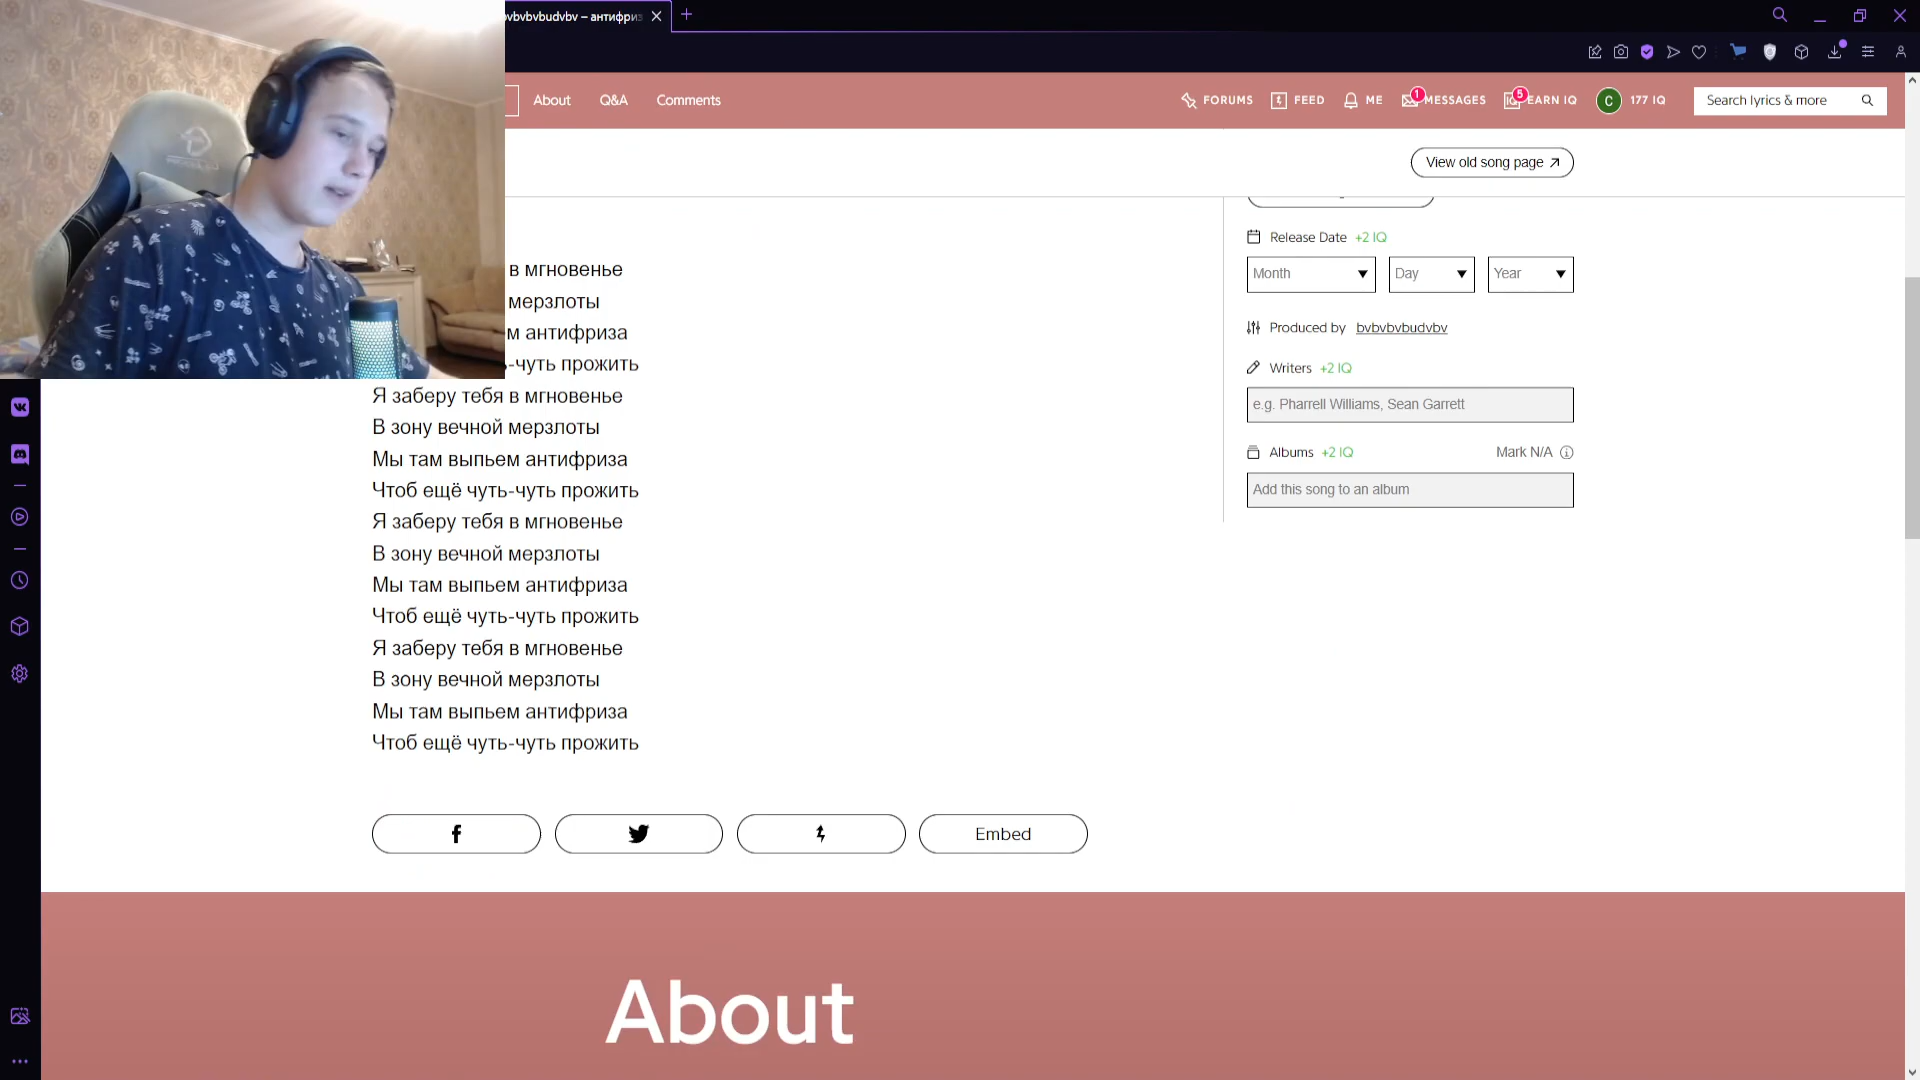 vbvbvbudvbv – антифриз
About Q&A Comments
FORUMS FEED ME 1 MESSAGES 5 EARN IQ C 177 IQ Search lyrics & more
View old song page
в мгновенье
мерзлоты
м антифриза
-чуть прожить
Я заберу тебя в мгновенье
В зону вечной мерзлоты
Мы там выпьем антифриза
Чтоб ещё чуть-чуть прожить
Я заберу тебя в мгновенье
В зону вечной мерзлоты
Мы там выпьем антифриза
Чтоб ещё чуть-чуть прожить
Я заберу тебя в мгновенье
В зону вечной мерзлоты
Мы там выпьем антифриза
Чтоб ещё чуть-чуть прожить
Release Date +2 IQ
Month Day Year
Produced by bvbvbvbudvbv
Writers +2 IQ
e.g. Pharrell Williams, Sean Garrett
Albums +2 IQ Mark N/A
Add this song to an album
Embed
About